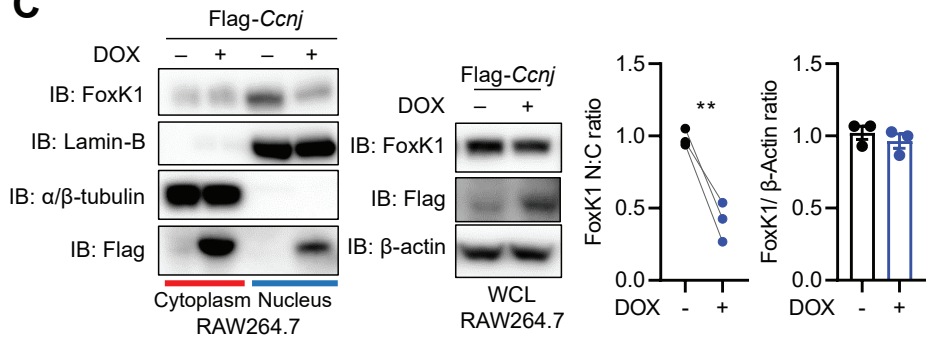 C
Flag-Ccnj
DOX – + – +
IB: FoxK1
IB: Lamin-B
IB: α/β-tubulin
IB: Flag
Cytoplasm Nucleus
RAW264.7
Flag-Ccnj
DOX – +
IB: FoxK1
IB: Flag
IB: β-actin
WCL
RAW264.7
FoxK1 N:C ratio
1.5
1.0
0.5
0.0
**
DOX - +
FoxK1/ β-Actin ratio
1.5
1.0
0.5
0.0
DOX - +